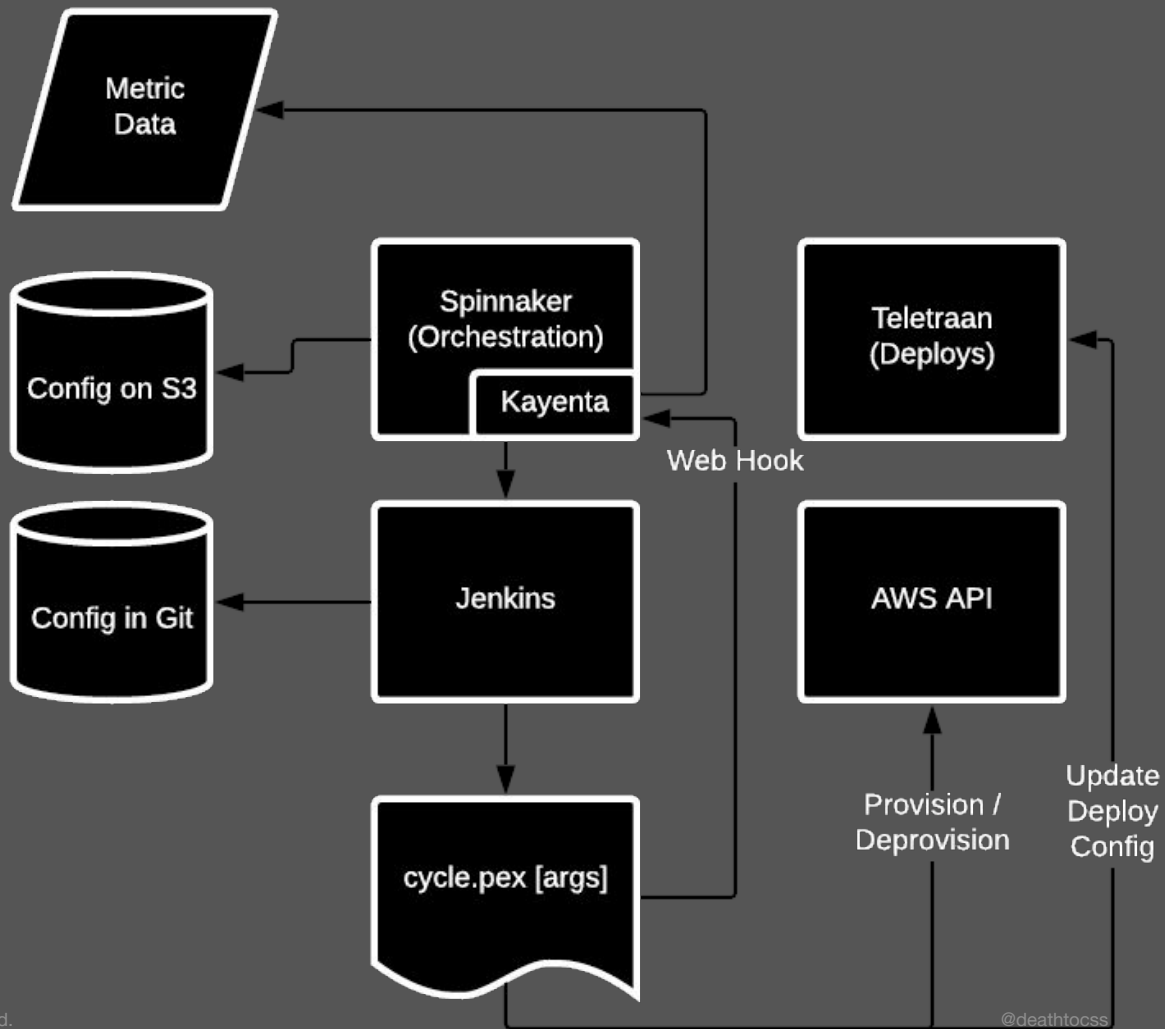 Metric
Data
Spinnaker
(Orchestration)
Kayenta
Teletraan
(Deploys)
Config on S3
Web Hook
Config in Git
Jenkins
AWS API
Update
Deploy
Config
Provision /
Deprovision
cycle.pex [args]
d.
@deathtocss